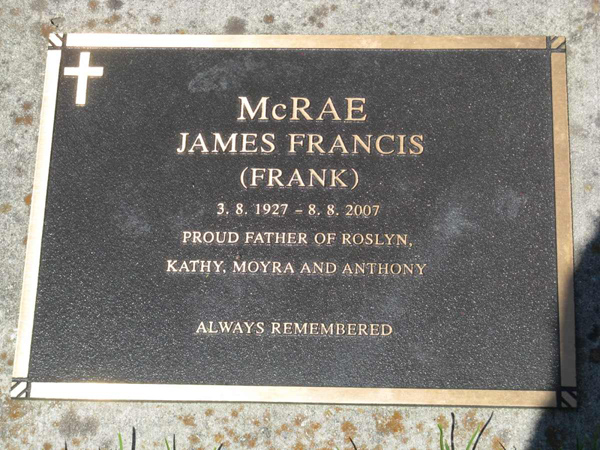 McRAE
JAMES FRANCIS
(FRANK)
3. 8. 1927 – 8. 8. 2007
PROUD FATHER OF ROSLYN,
KATHY, MOYRA AND ANTHONY
ALWAYS REMEMBERED